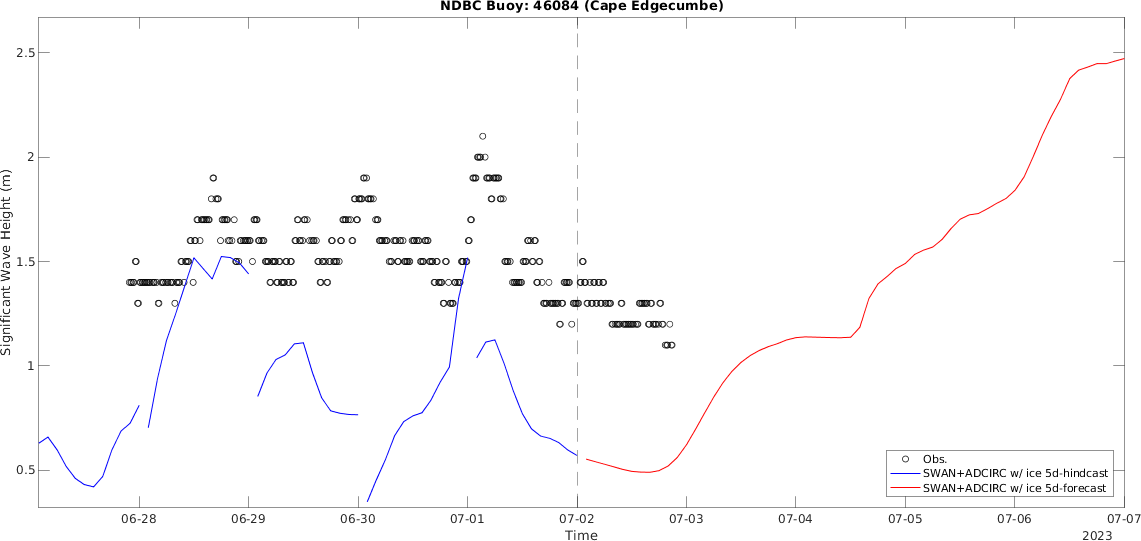 NDBC Buoy: 46084 (Cape Edgecumbe)
Significant Wave Height (m)
2.5
2
1.5
1
0.5
Obs.
SWAN+ADCIRC w/ ice 5d-hindcast
SWAN+ADCIRC w/ ice 5d-forecast
06-28
06-29
06-30
07-01
07-02
07-03
07-04
07-05
07-06
07-07
Time
2023